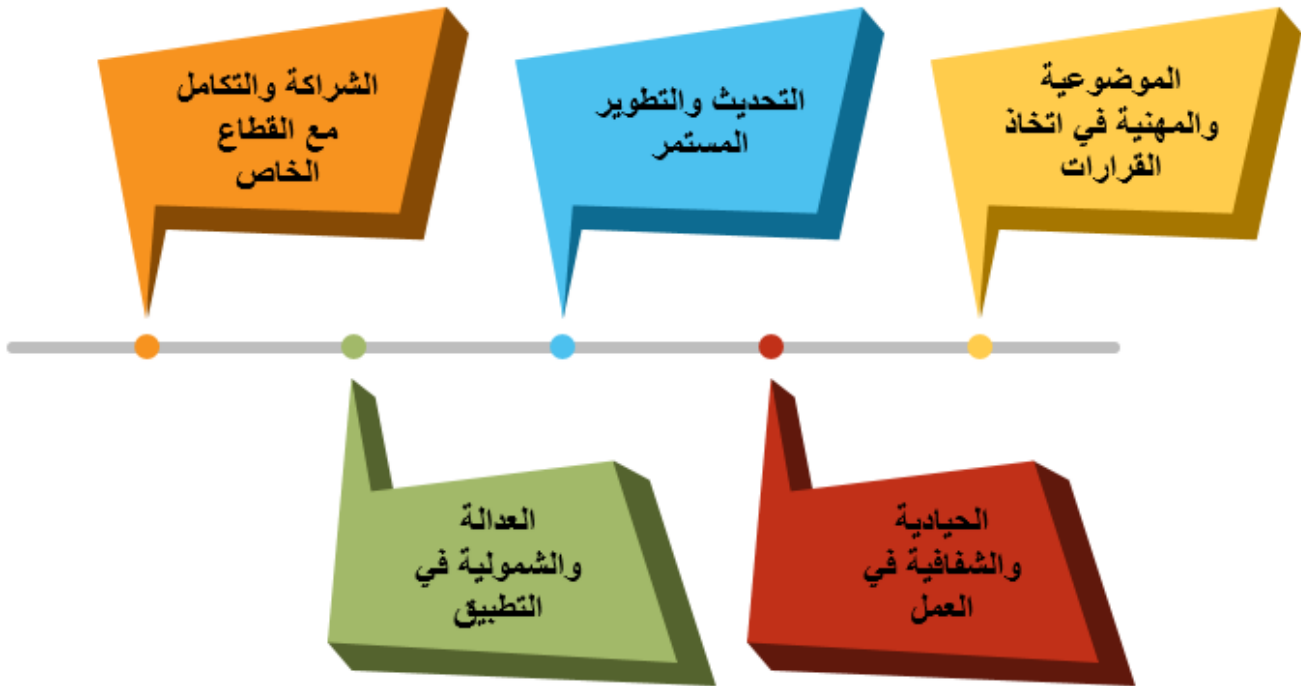 الموضوعية
والمهنية في اتخاذ
القرارات
الحيادية
والشفافية في
العمل
التحديث والتطوير
المستمر
العدالة
والشمولية في
التطبيق
الشراكة والتكامل
مع القطاع
الخاص